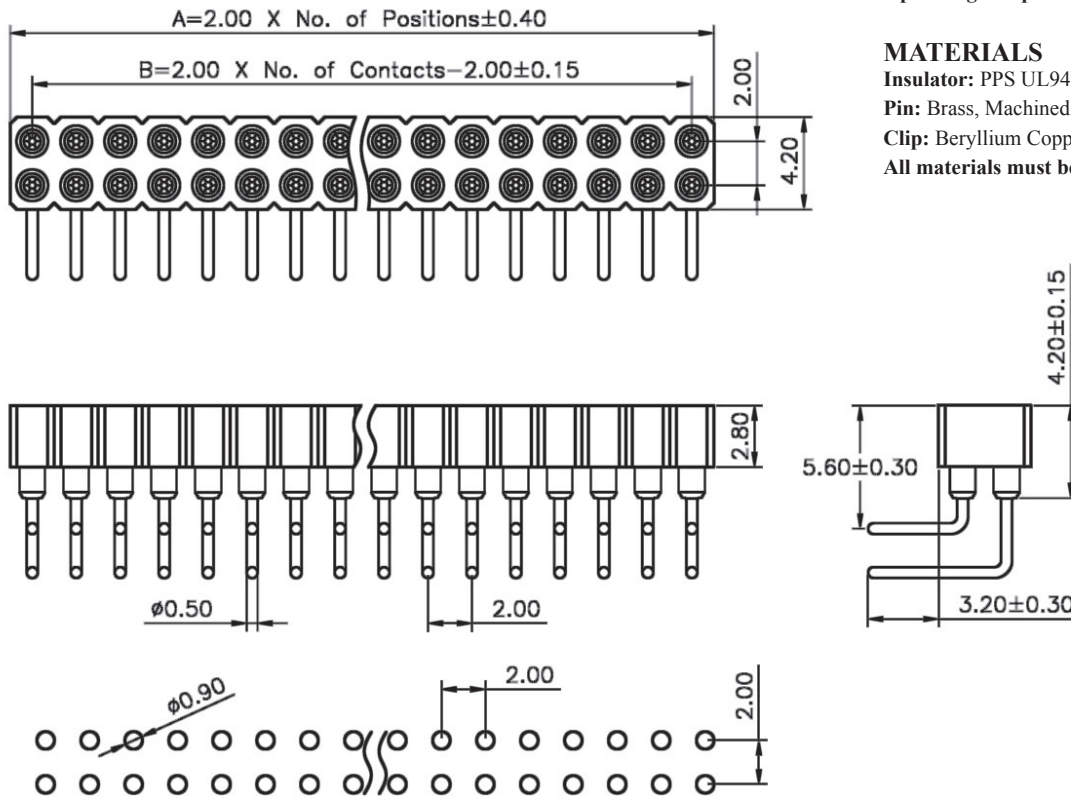 A=2.00 X No. of Positions±0.40
B=2.00 X No. of Contacts-2.00±0.15
2.00
4.20
MATERIALS
Insulator: PPS UL94
Pin: Brass, Machined
Clip: Beryllium Copp
All materials must b
2.80
ø0.50
2.00
5.60±0.30
4.20±0.15
3.20±0.30
ø0.90
2.00
2.00